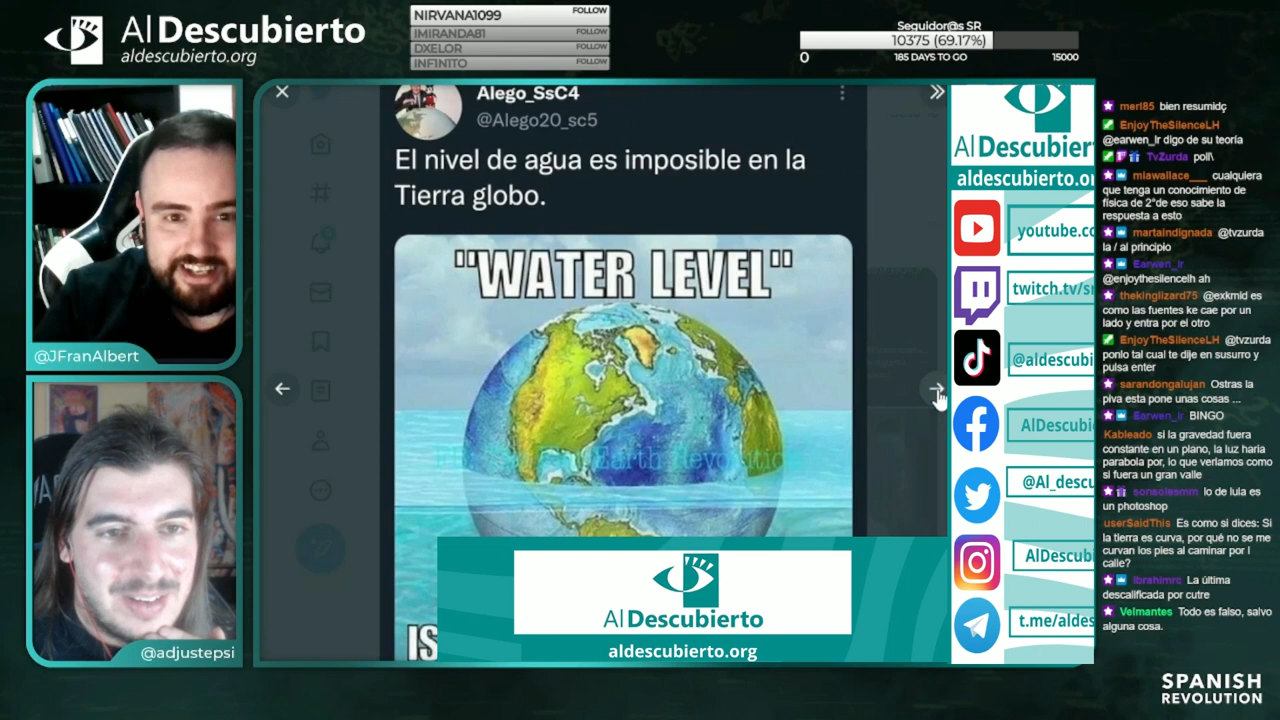 Al Descubierto
aldescubierto.org
NIRVANA1099 FOLLOW
IMIRANDA81 FOLLOW
DXELOR FOLLOW
INF1N1TO FOLLOW
Seguidor@s SR
10375 (69.17%)
0 185 DAYS TO GO 15000
@JFranAlbert
@adjustepsi
Alego_SsC4
@Alego20_sc5
El nivel de agua es imposible en la
Tierra globo.
"WATER LEVEL"
IS
Al Descubierto
aldescubierto.org
Al Descubier
aldescubierto.or
youtube.co
twitch.tv/s
@aldescubi
AlDescubi
@Al_descu
AlDescub
t.me/aldes
merl85 bien resumidç
EnjoyTheSilenceLH
@earwen_lr digo de su teoría
TvZurda poll\
miawallace___ cualquiera
que tenga un conocimiento de
física de 2°de eso sabe la
respuesta a esto
martaindignada @tvzurda
la / al principio
Earwen_lr
@enjoythesilencelh ah
thekinglizard75 @exkmid es
como las fuentes ke cae por un
lado y entra por el otro
EnjoyTheSilenceLH @tvzurda
ponlo tal cual te dije en susurro y
pulsa enter
sarandongalujan Ostras la
piva esta pone unas cosas ...
Earwen_lr BINGO
Kableado si la gravedad fuera
constante en un plano, la luz haria
parabola por, lo que veriamos como
si fuera un gran valle
sonsolesmm lo de lula es
un photoshop
userSaidThis Es como si dices: Si
la tierra es curva, por qué no se me
curvan los pies al caminar por l
calle?
Ibrahimrc La última
descalificada por cutre
Velmantes Todo es falso, salvo
alguna cosa.
SPANISH
REVOLUTION